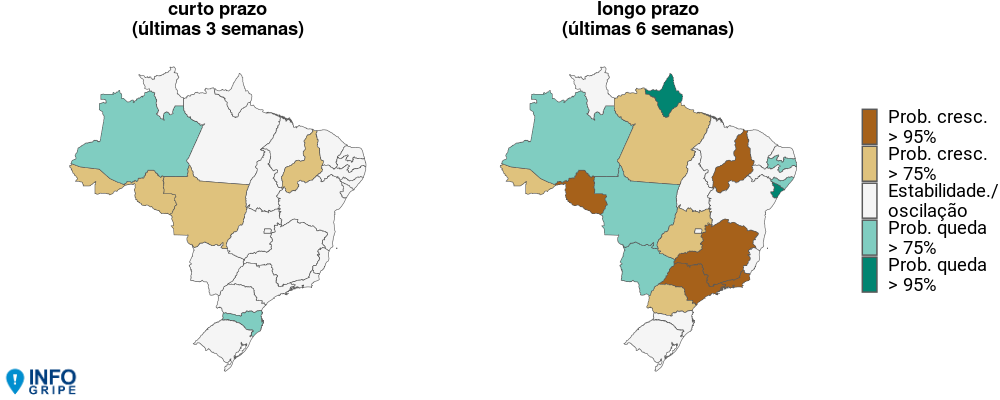 curto prazo
(últimas 3 semanas)
longo prazo
(últimas 6 semanas)
Prob. cresc.
> 95%
Prob. cresc.
> 75%
Estabilidade./
oscilação
Prob. queda
> 75%
Prob. queda
> 95%
INFO
GRIPE